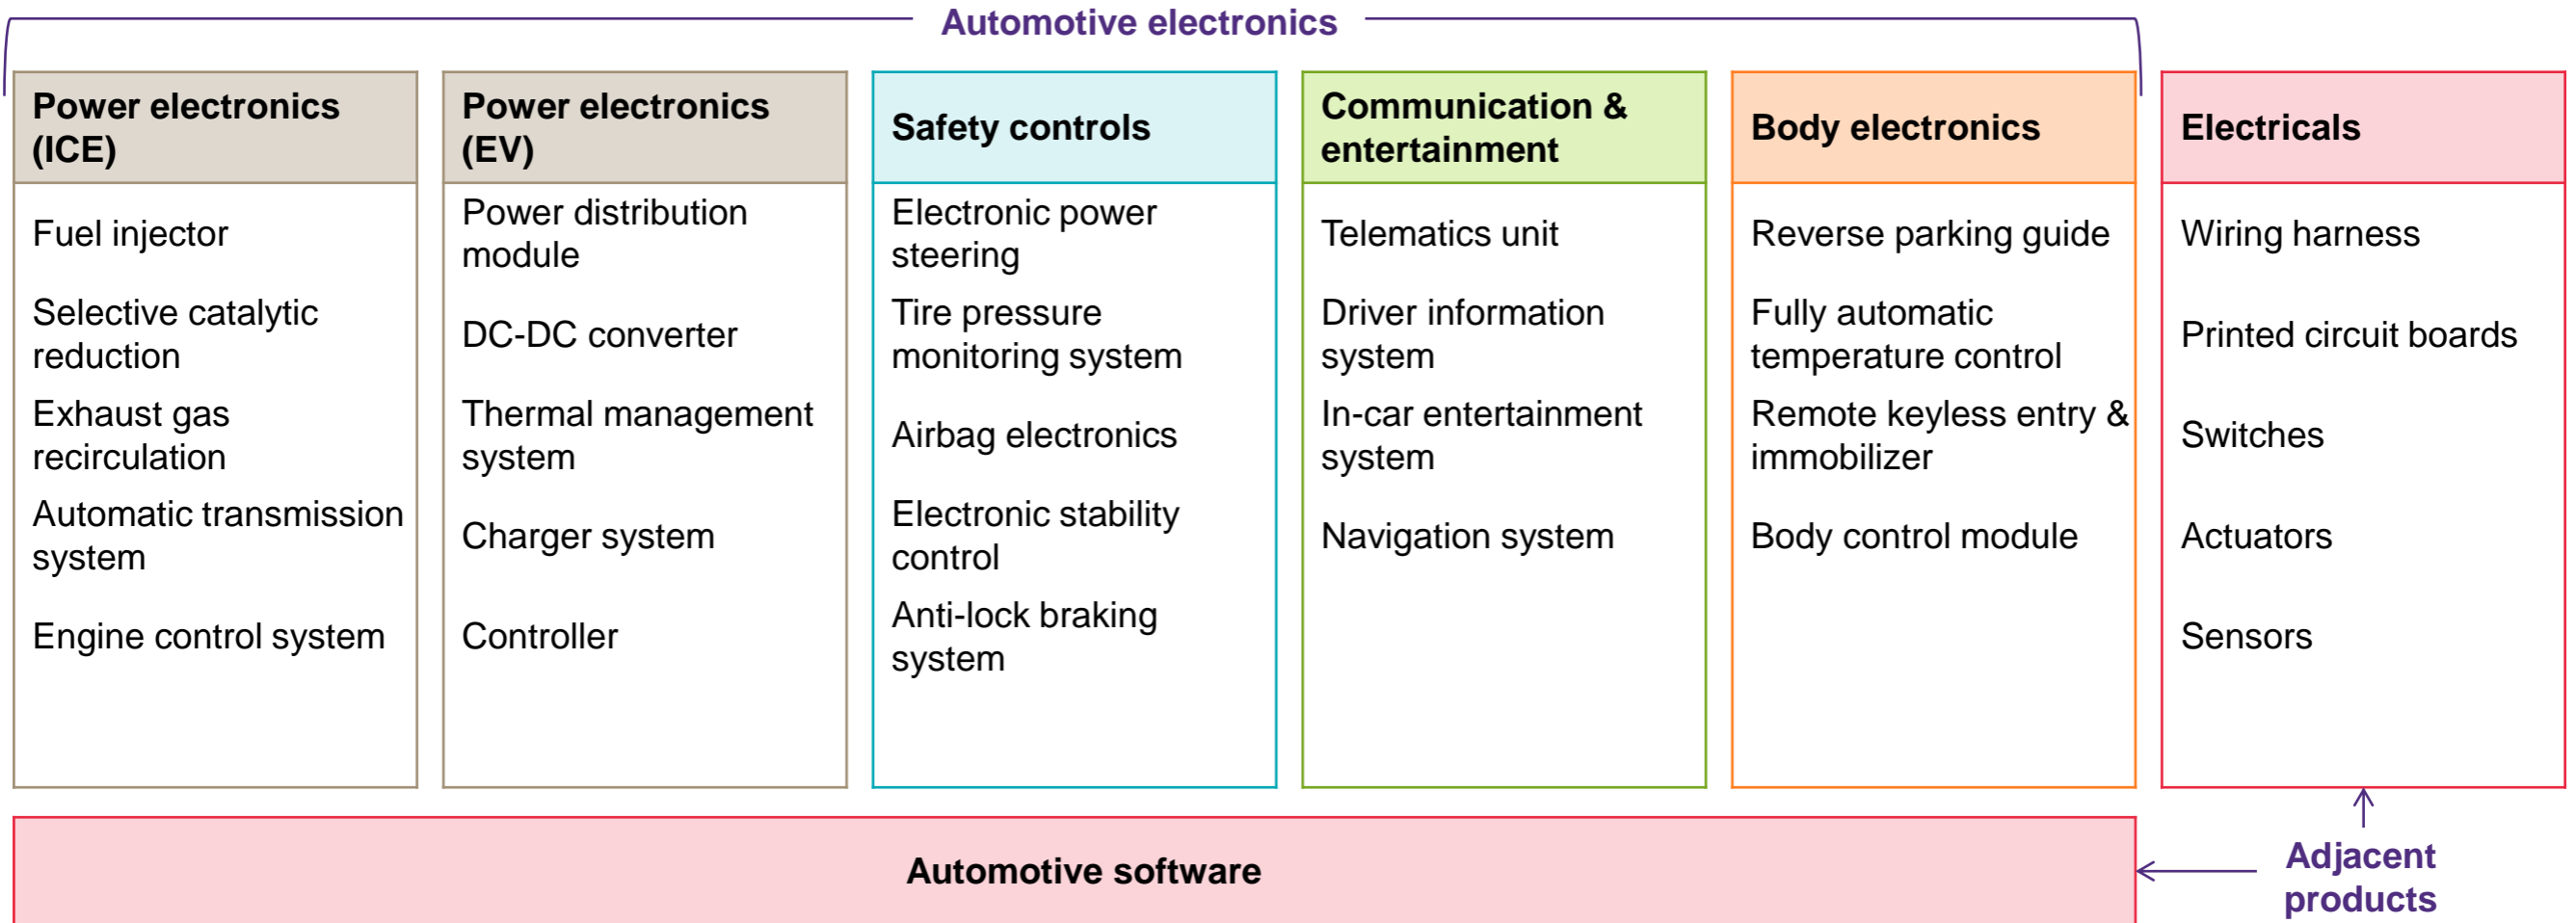 Automotive electronics
Power electronics
(ICE)
Fuel injector
Selective catalytic
reduction
Exhaust gas
recirculation
Automatic transmission
system
Engine control system
Power electronics
(EV)
Power distribution
module
DC-DC converter
Thermal management
system
Charger system
Controller
Safety controls
Electronic power
steering
Tire pressure
monitoring system
Airbag electronics
Electronic stability
control
Anti-lock braking
system
Communication &
entertainment
Telematics unit
Driver information
system
In-car entertainment
system
Navigation system
Body electronics
Reverse parking guide
Fully automatic
temperature control
Remote keyless entry &
immobilizer
Body control module
Electricals
Wiring harness
Printed circuit boards
Switches
Actuators
Sensors
Automotive software
Adjacent
products